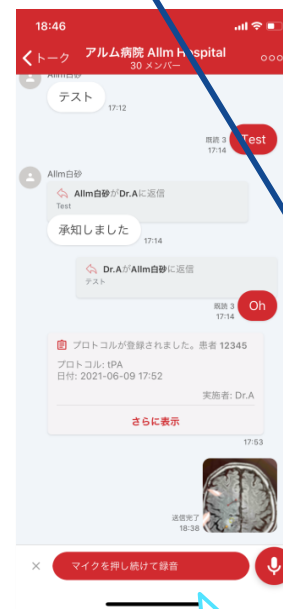 18:46
トーク
アルム病院 Allm Hospital
30 メンバー
Allm白砂
テスト
17:12
既読 3
17:14
Test
Allm白砂
Allm白砂がDr.Aに返信
Test
承知しました
17:14
Dr.AがAllm白砂に返信
テスト
既読 3
17:14
Oh
プロトコルが登録されました。患者 12345
プロトコル: tPA
日付: 2021-06-09 17:52
実施者: Dr.A
さらに表示
17:53
送信完了
18:38
マイクを押し続けて録音